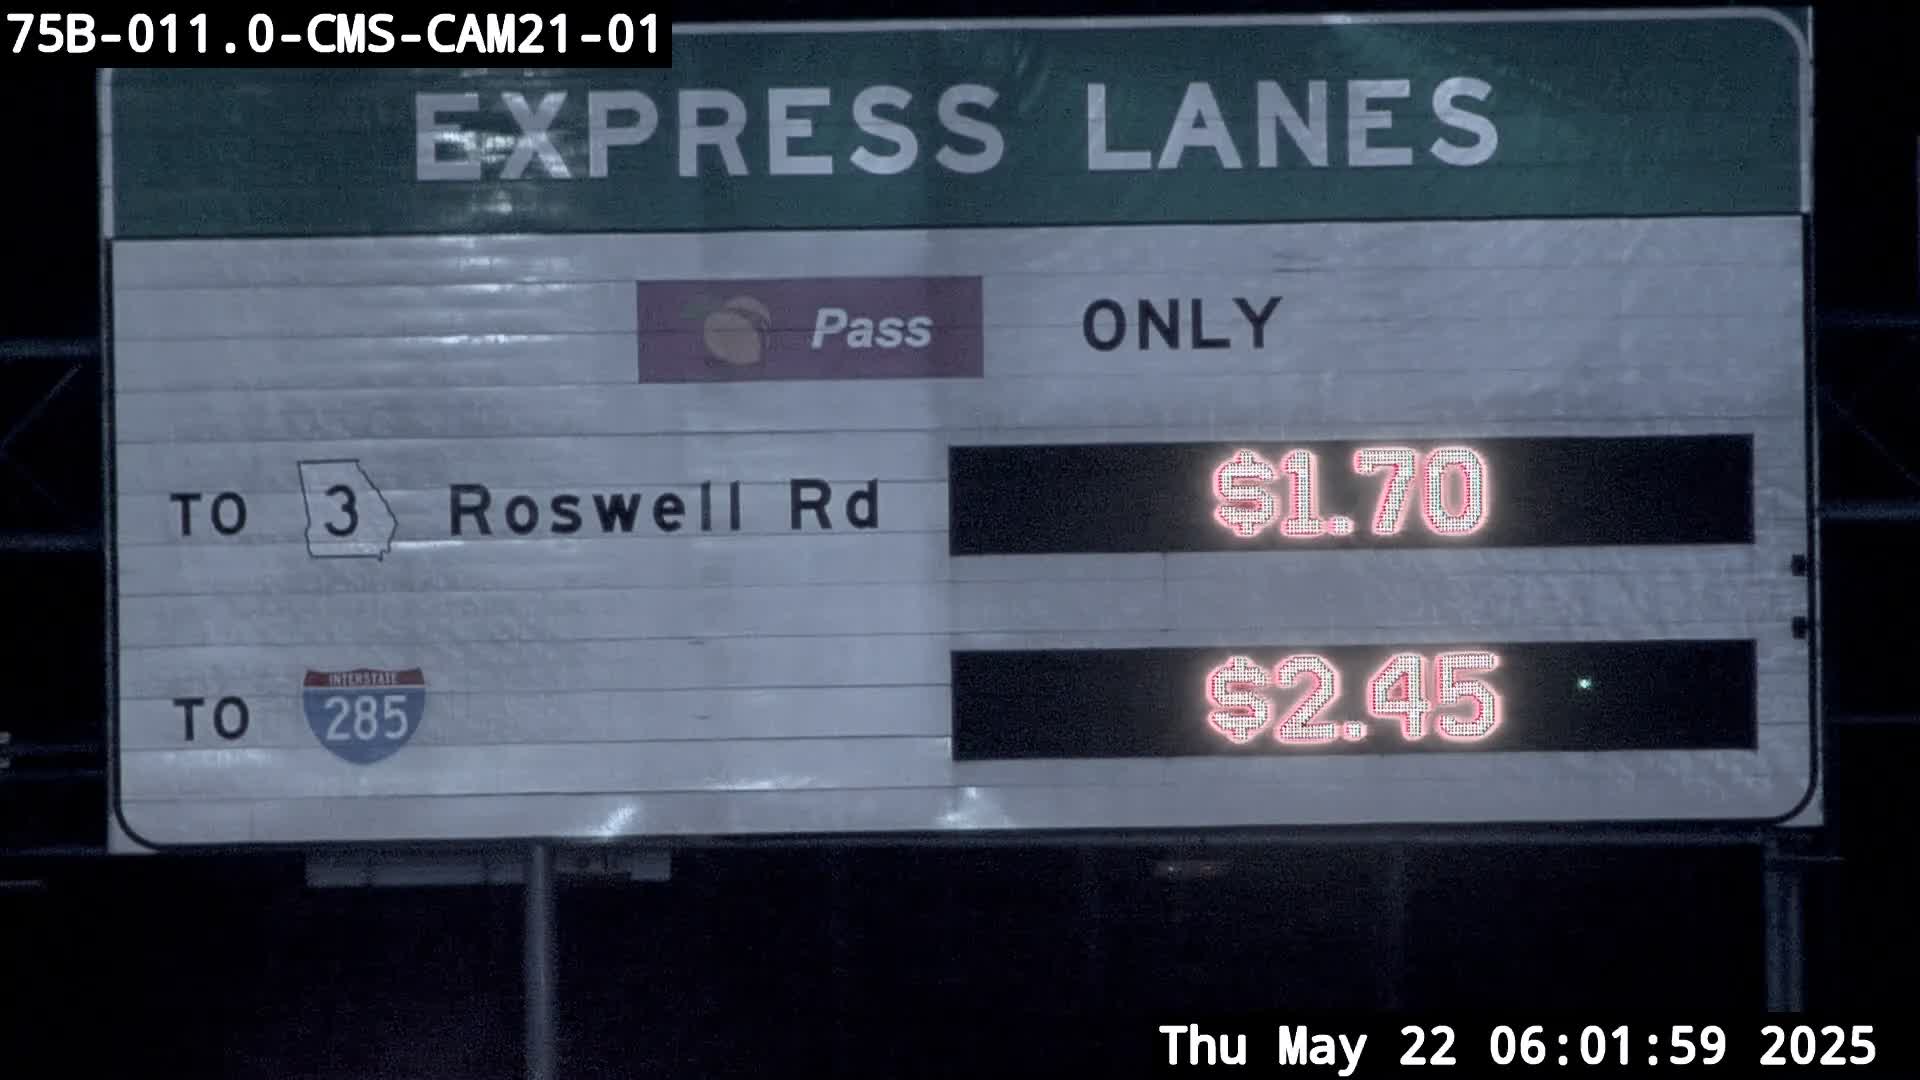 75B-011.0-CMS-CAM21-01
EXPRESS LANES
Pass ONLY
TO 3 Roswell Rd $1.70
TO INTERSTATE 285 $2.45
Thu May 22 06:01:59 2025